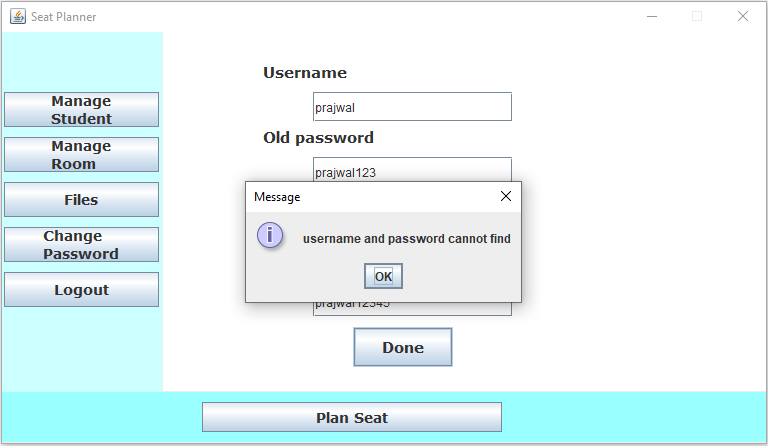 Seat Planner
Username
prajwal
Old password
prajwal123
Manage
Student
Manage
Room
Files
Change
Password
Logout
Message
username and password cannot find
OK
prajwal12345
Done
Plan Seat